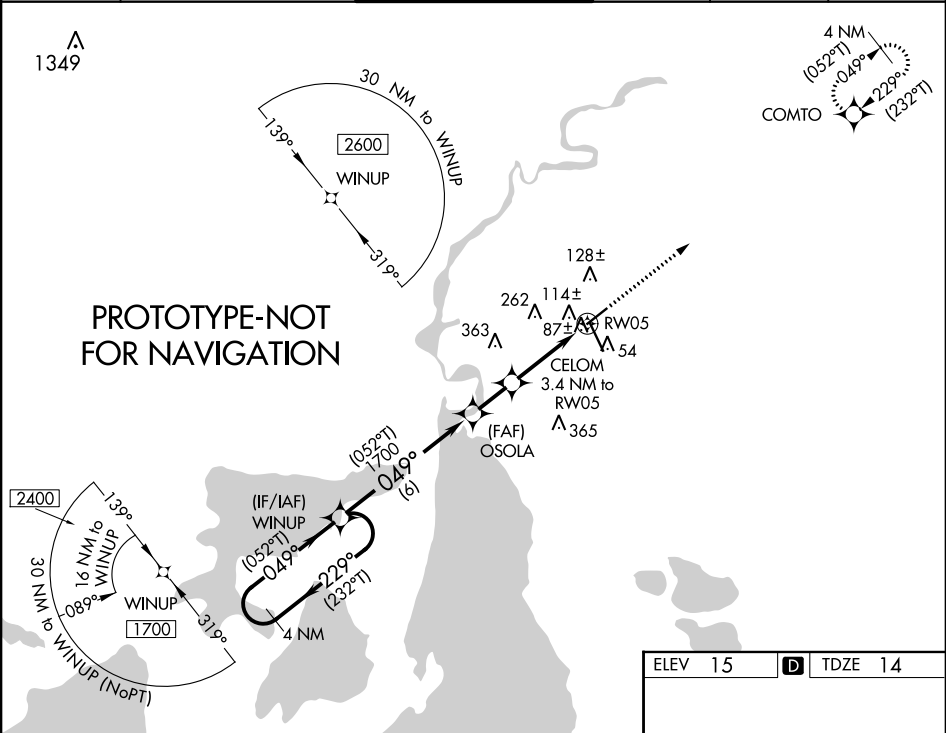 1349
4 NM
(052°T)
049°
229°
(232°T)
COMTO
30 NM to WINUP
139°
2600
WINUP
319°
128±
262
114±
363
87±
RW05
54
PROTOTYPE-NOT
FOR NAVIGATION
CELOM
3.4 NM to
RW05
365
(FAF)
OSOLA
(052°T)
1700
049°
(6)
(IF/IAF)
WINUP
(052°T)
049°
229°
(232°T)
4 NM
2400
139°
16 NM to
WINUP
089°
WINUP
1700
319°
30 NM to WINUP (NoPT)
ELEV 15 D TDZE 14